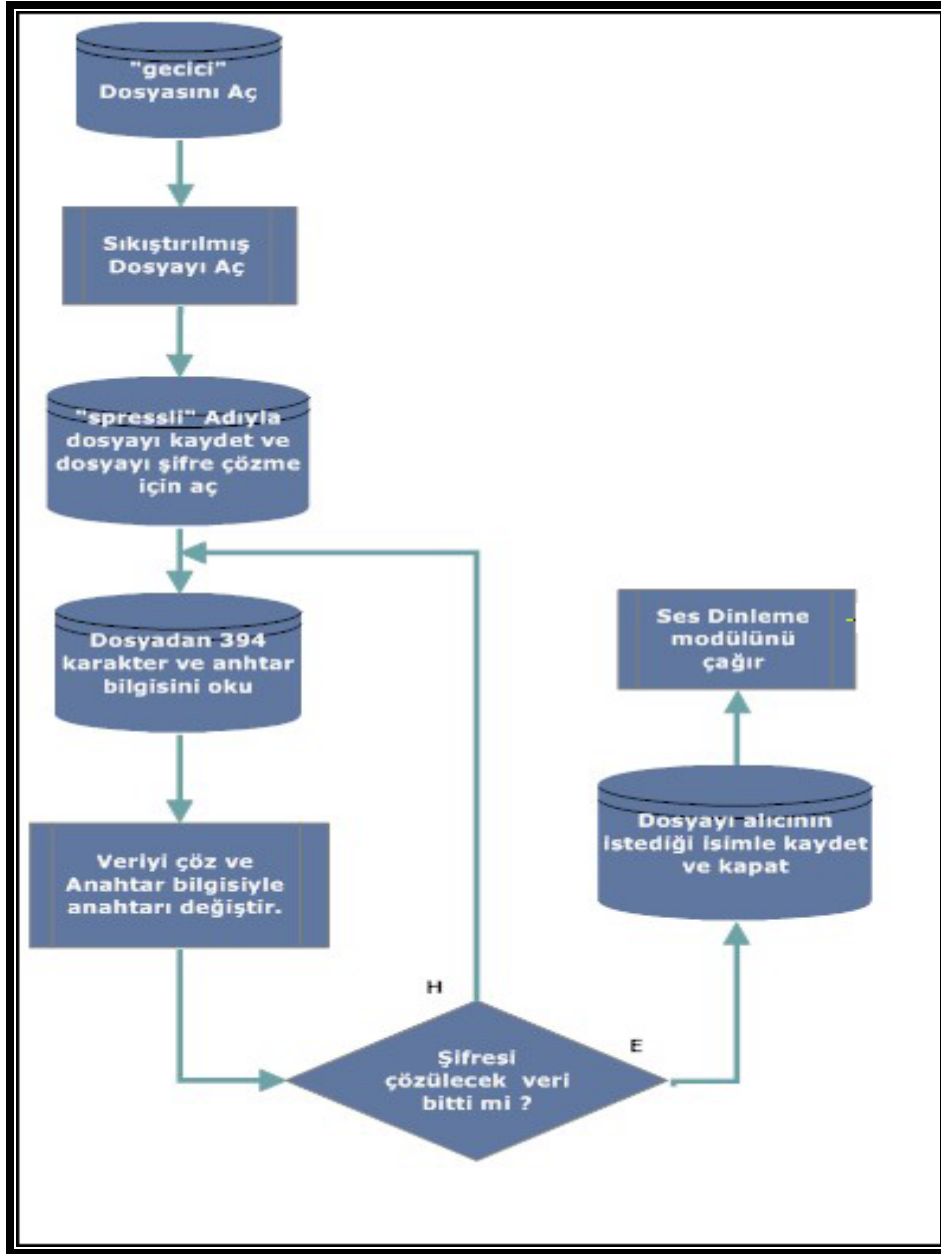 "gecici"
Dosyasını Aç
Sıkıştırılmış
Dosyayı Aç
"spressli" Adıyla
dosyayı kaydet ve
dosyayı şifre çözme
için aç
Dosyadan 394
karakter ve anhtar
bilgisini oku
Veriyi çöz ve
Anahtar bilgisiyle
anahtarı değiştir.
H
Şifresi
çözülecek veri
bitti mi ?
E
Dosyayı alıcının
istediği isimle kaydet
ve kapat
Ses Dinleme
modülünü
çağır